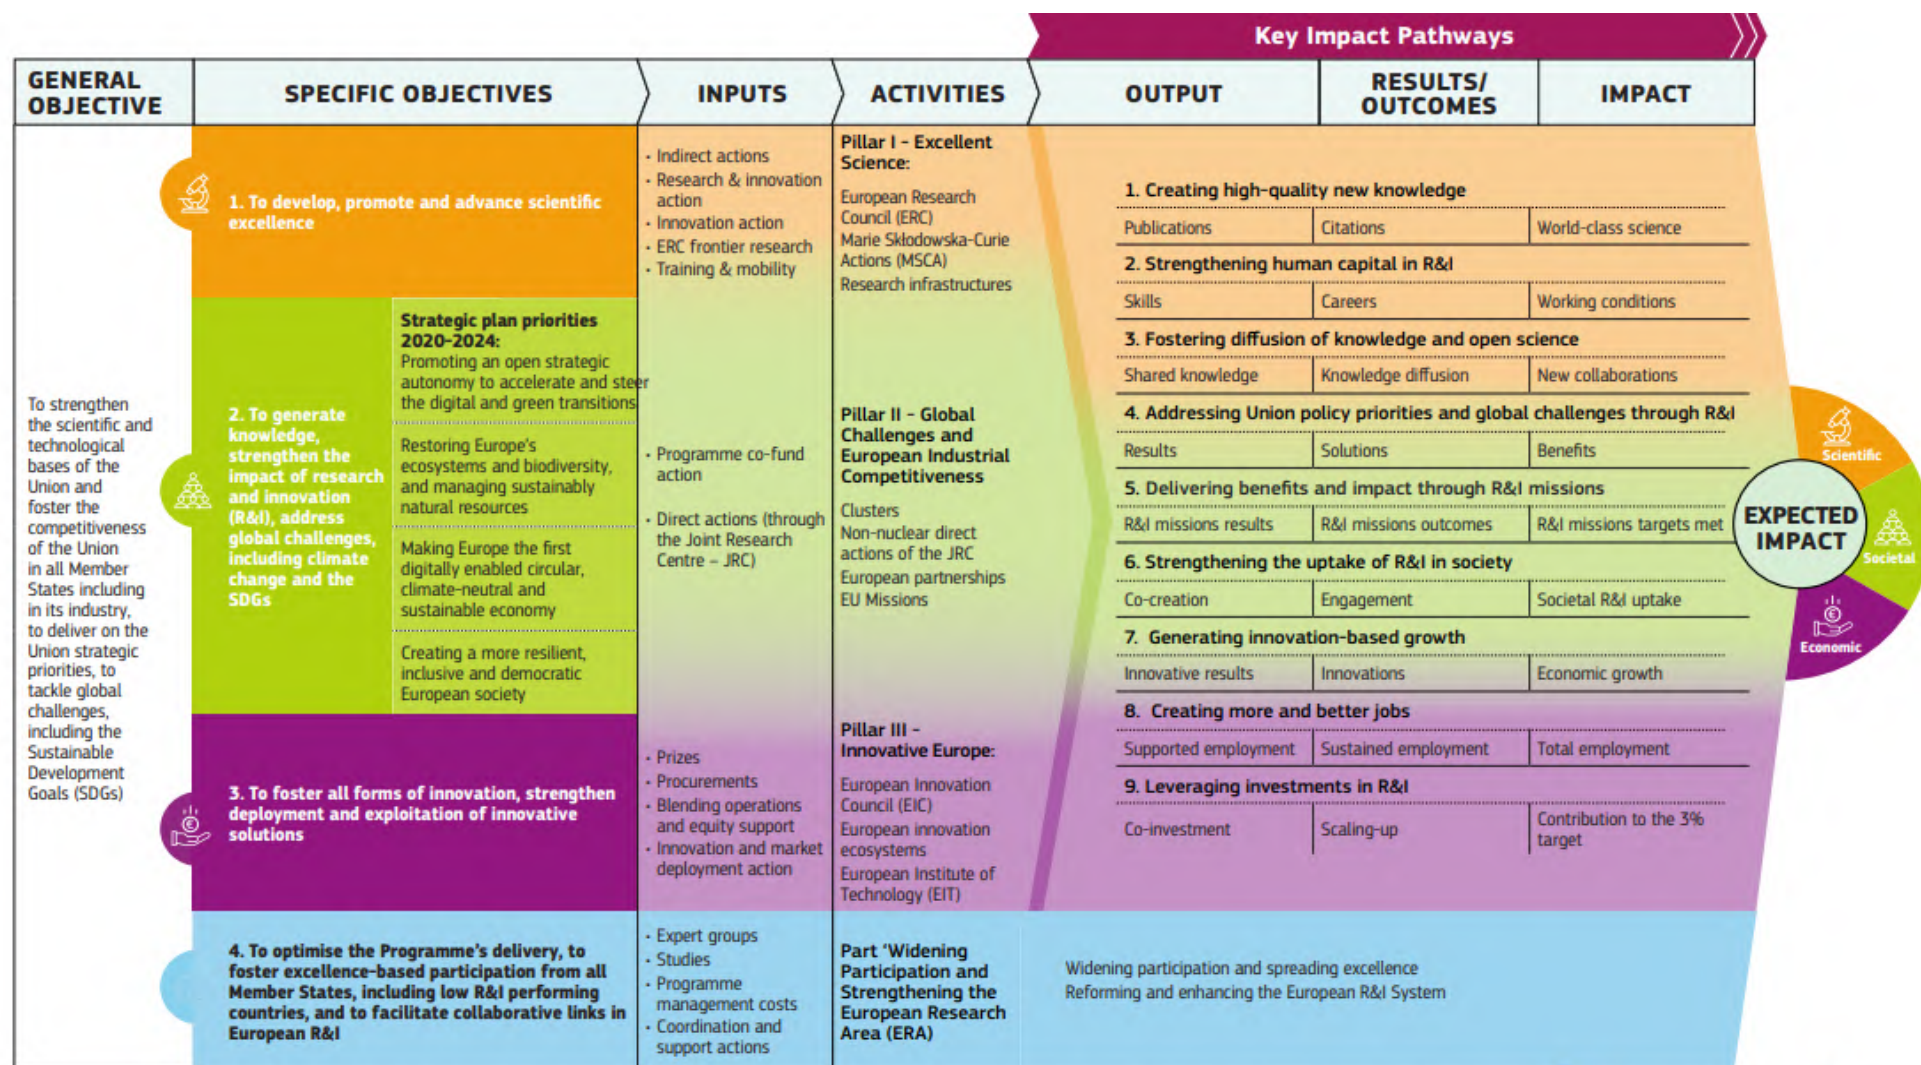 Key Impact Pathways
GENERAL
OBJECTIVE
SPECIFIC OBJECTIVES
INPUTS
ACTIVITIES
OUTPUT
RESULTS/
OUTCOMES
IMPACT
To strengthen
the scientific and
technological
bases of the
Union and
foster the
competitiveness
of the Union
in all Member
States including
in its industry,
to deliver on the
Union strategic
priorities, to
tackle global
challenges,
including the
Sustainable
Development
Goals (SDGs)
1. To develop, promote and advance scientific
excellence
2. To generate
knowledge,
strengthen the
impact of research
and innovation
(R&I), address
global challenges,
including climate
change and the
SDGs
Strategic plan priorities
2020-2024:
Promoting an open strategic
autonomy to accelerate and steer
the digital and green transitions
Restoring Europe's
ecosystems and biodiversity,
and managing sustainably
natural resources
Making Europe the first
digitally enabled circular,
climate-neutral and
sustainable economy
Creating a more resilient,
inclusive and democratic
European society
3. To foster all forms of innovation, strengthen
deployment and exploitation of innovative
solutions
4. To optimise the Programme's delivery, to
foster excellence-based participation from all
Member States, including low R&I performing
countries, and to facilitate collaborative links in
European R&I
· Indirect actions
· Research & innovation
action
· Innovation action
· ERC frontier research
· Training & mobility
· Programme co-fund
action
· Direct actions (through
the Joint Research
Centre – JRC)
· Prizes
· Procurements
· Blending operations
and equity support
· Innovation and market
deployment action
· Expert groups
· Studies
· Programme
management costs
· Coordination and
support actions
Pillar I - Excellent
Science:
European Research
Council (ERC)
Marie Skłodowska-Curie
Actions (MSCA)
Research infrastructures
Pillar II - Global
Challenges and
European Industrial
Competitiveness
Clusters
Non-nuclear direct
actions of the JRC
European partnerships
EU Missions
Pillar III -
Innovative Europe:
European Innovation
Council (EIC)
European innovation
ecosystems
European Institute of
Technology (EIT)
Part 'Widening
Participation and
Strengthening the
European Research
Area (ERA)
1. Creating high-quality new knowledge
Publications
Citations
World-class science
2. Strengthening human capital in R&I
Skills
Careers
Working conditions
3. Fostering diffusion of knowledge and open science
Shared knowledge
Knowledge diffusion
New collaborations
4. Addressing Union policy priorities and global challenges through R&I
Results
Solutions
Benefits
5. Delivering benefits and impact through R&I missions
R&I missions results
R&I missions outcomes
R&I missions targets met
6. Strengthening the uptake of R&I in society
Co-creation
Engagement
Societal R&I uptake
7. Generating innovation-based growth
Innovative results
Innovations
Economic growth
8. Creating more and better jobs
Supported employment
Sustained employment
Total employment
9. Leveraging investments in R&I
Co-investment
Scaling-up
Contribution to the 3%
target
Widening participation and spreading excellence
Reforming and enhancing the European R&I System
EXPECTED
IMPACT
Scientific
Societal
Economic